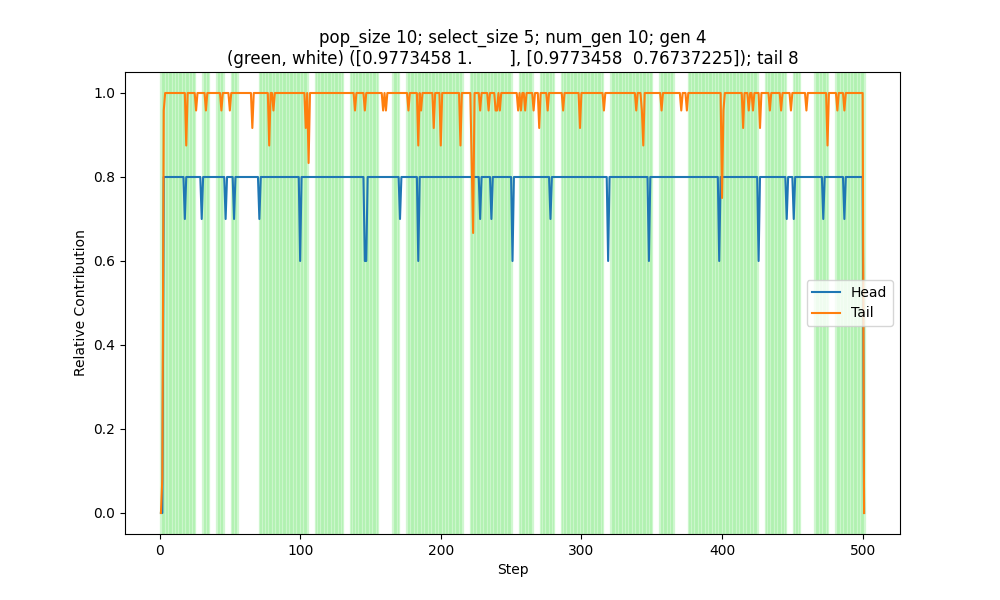 pop_size 10; select_size 5; num_gen 10; gen 4
(green, white) ([0.9773458 1.       ], [0.9773458  0.76737225]); tail 8
1.0
0.8
0.6
0.4
0.2
0.0
Relative Contribution
Head
Tail
0 100 200 300 400 500
Step